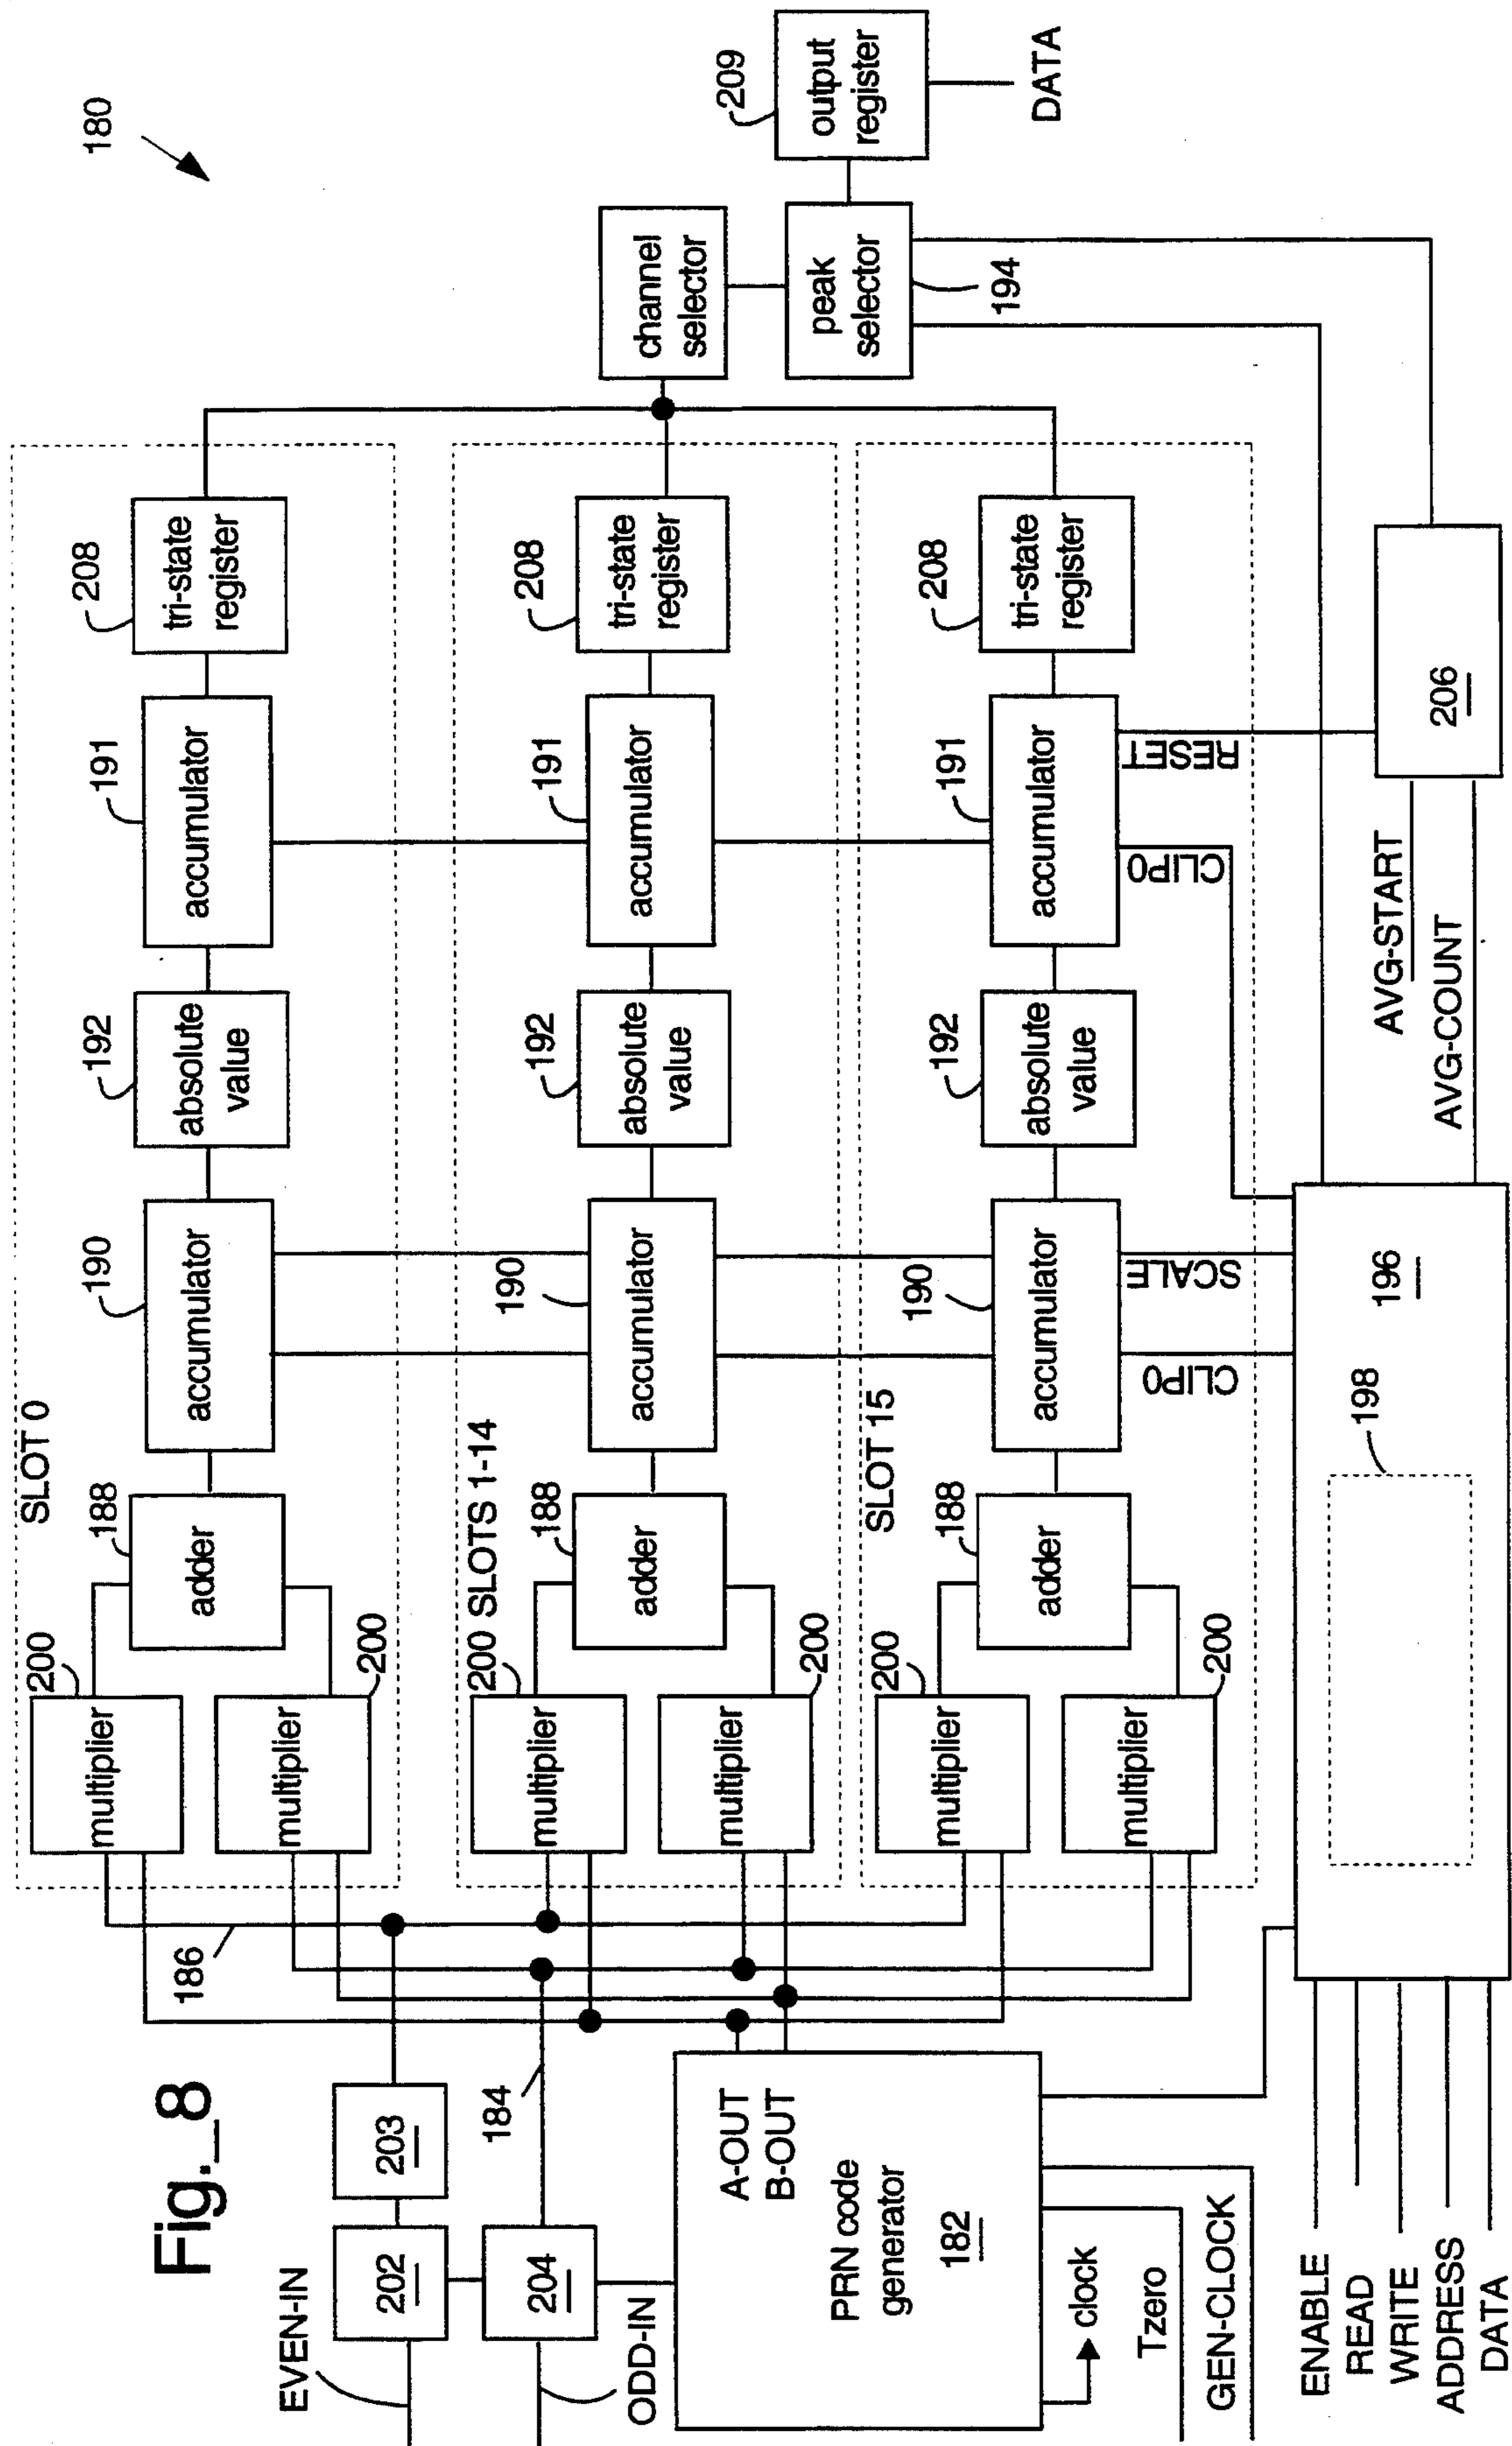 Fig._8
180
EVEN-IN
ODD-IN
202
203
204
184
186
A-OUT
B-OUT
PRN code
generator
182
clock
Tzero
GEN-CLOCK
ENABLE
READ
WRITE
ADDRESS
DATA
SLOT 0
200
multiplier
multiplier
200
188
adder
190
accumulator
192
absolute
value
191
accumulator
208
tri-state
register
SLOTS 1-14
200
multiplier
multiplier
200
188
adder
190
accumulator
192
absolute
value
191
accumulator
208
tri-state
register
SLOT 15
200
multiplier
multiplier
200
188
adder
190
accumulator
CLIP0
SCALE
192
absolute
value
191
accumulator
CLIP0
RESET
208
tri-state
register
channel
selector
peak
selector
194
209
output
register
DATA
198
196
AVG-START
AVG-COUNT
206